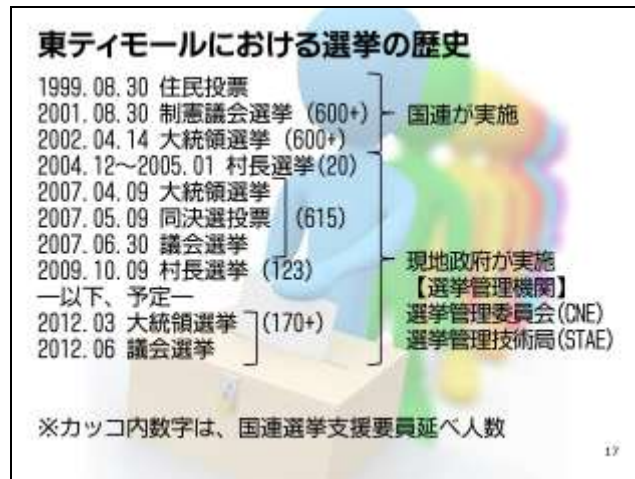 東ティモールにおける選挙の歴史
1999.08.30 住民投票
2001.08.30 制憲議会選挙 (600+)
国連が実施
2002.04.14 大統領選挙 (600+)
2004.12～2005.01 村長選挙(20)
2007.04.09 大統領選挙
2007.05.09 同決選投票 (615)
2007.06.30 議会選挙
2009.10.09 村長選挙 (123)
―以下、予定―
2012.03 大統領選挙 (170+)
2012.06 議会選挙
現地政府が実施
【選挙管理機関】
選挙管理委員会(CNE)
選挙管理技術局(STAE)
※カッコ内数字は、国連選挙支援要員延べ人数
17